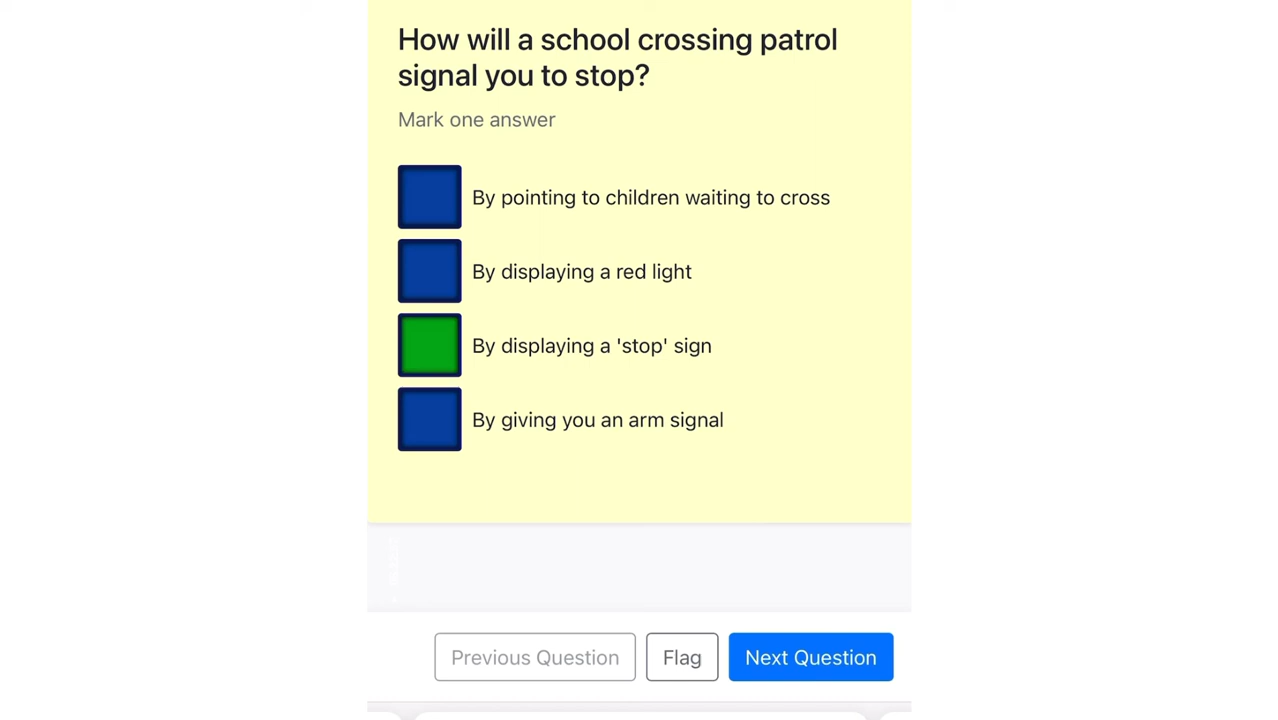 How will a school crossing patrol
signal you to stop?
Mark one answer
By pointing to children waiting to cross
By displaying a red light
By displaying a 'stop' sign
By giving you an arm signal
Previous Question
Flag
Next Question